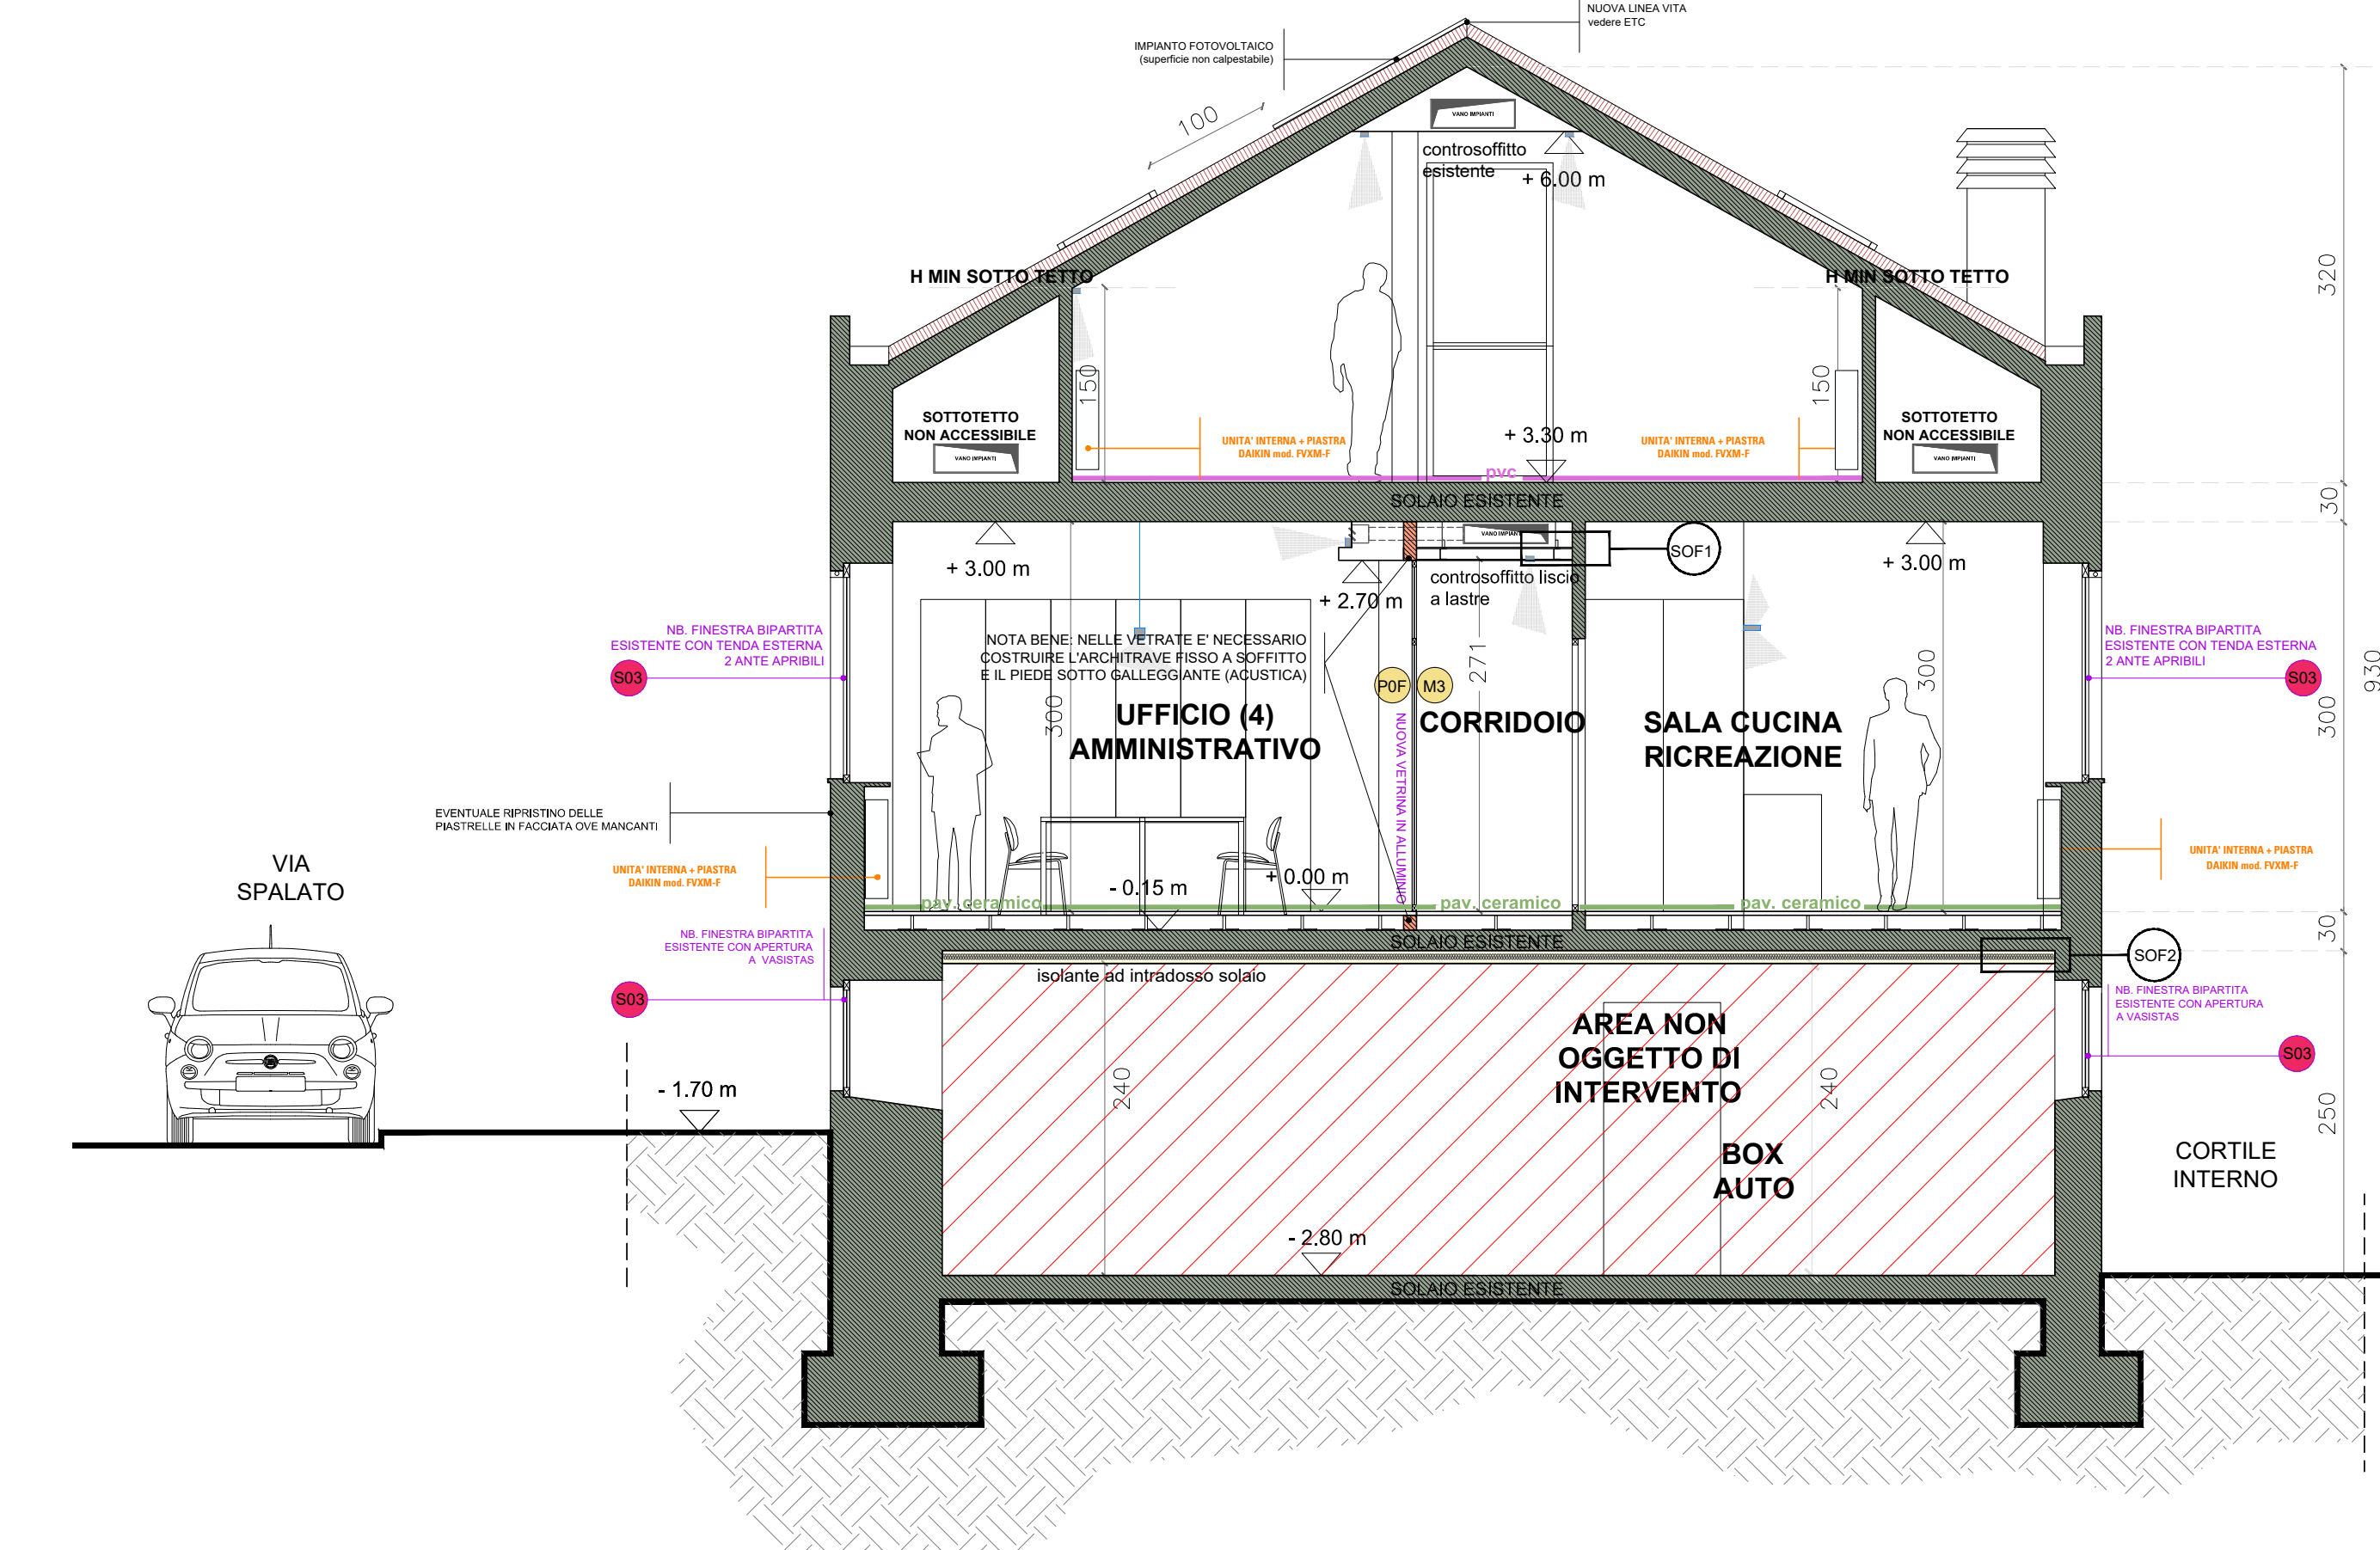 NUOVA LINEA VITA
vedere ETC
IMPIANTO FOTOVOLTAICO
(superficie non calpestabile)
100
VANO IMPIANTI
controsoffitto
esistente
+ 6.00 m
H MIN SOTTO TETTO
H MIN SOTTO TETTO
320
150
150
SOTTOTETTO
NON ACCESSIBILE
VANO IMPIANTI
UNITA' INTERNA + PIASTRA
DAIKIN mod. FVXM-F
+ 3.30 m
UNITA' INTERNA + PIASTRA
DAIKIN mod. FVXM-F
SOTTOTETTO
NON ACCESSIBILE
VANO IMPIANTI
pvc
SOLAIO ESISTENTE
30
VANO IMPIANTI
SOF1
+ 3.00 m
+ 3.00 m
controsoffitto liscio
a lastre
+ 2.70 m
NB. FINESTRA BIPARTITA
ESISTENTE CON TENDA ESTERNA
2 ANTE APRIBILI
S03
NOTA BENE: NELLE VETRATE E' NECESSARIO
COSTRUIRE L'ARCHITRAVE FISSO A SOFFITTO
E IL PIEDE SOTTO GALLEGGIANTE (ACUSTICA)
P0F
M3
271
300
300
NB. FINESTRA BIPARTITA
ESISTENTE CON TENDA ESTERNA
2 ANTE APRIBILI
S03
930
300
UFFICIO (4)
AMMINISTRATIVO
NUOVA VETRINA IN ALLUMINIO
CORRIDOIO
SALA CUCINA
RICREAZIONE
EVENTUALE RIPRISTINO DELLE
PIASTRELLE IN FACCIATA OVE MANCANTI
UNITA' INTERNA + PIASTRA
DAIKIN mod. FVXM-F
UNITA' INTERNA + PIASTRA
DAIKIN mod. FVXM-F
VIA
SPALATO
- 0.15 m
+ 0.00 m
pav. ceramico
pav. ceramico
pav. ceramico
30
NB. FINESTRA BIPARTITA
ESISTENTE CON APERTURA
A VASISTAS
S03
SOLAIO ESISTENTE
SOF2
isolante ad intradosso solaio
NB. FINESTRA BIPARTITA
ESISTENTE CON APERTURA
A VASISTAS
S03
AREA NON
OGGETTO DI
INTERVENTO
240
240
250
- 1.70 m
BOX
AUTO
CORTILE
INTERNO
- 2.80 m
SOLAIO ESISTENTE